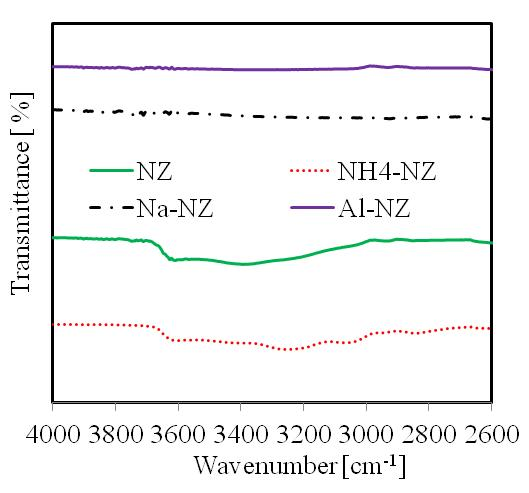 Transmittance [ %]
NZ NH4-NZ
Na-NZ Al-NZ
4000 3800 3600 3400 3200 3000 2800 2600
Wavenumber [cm-1]